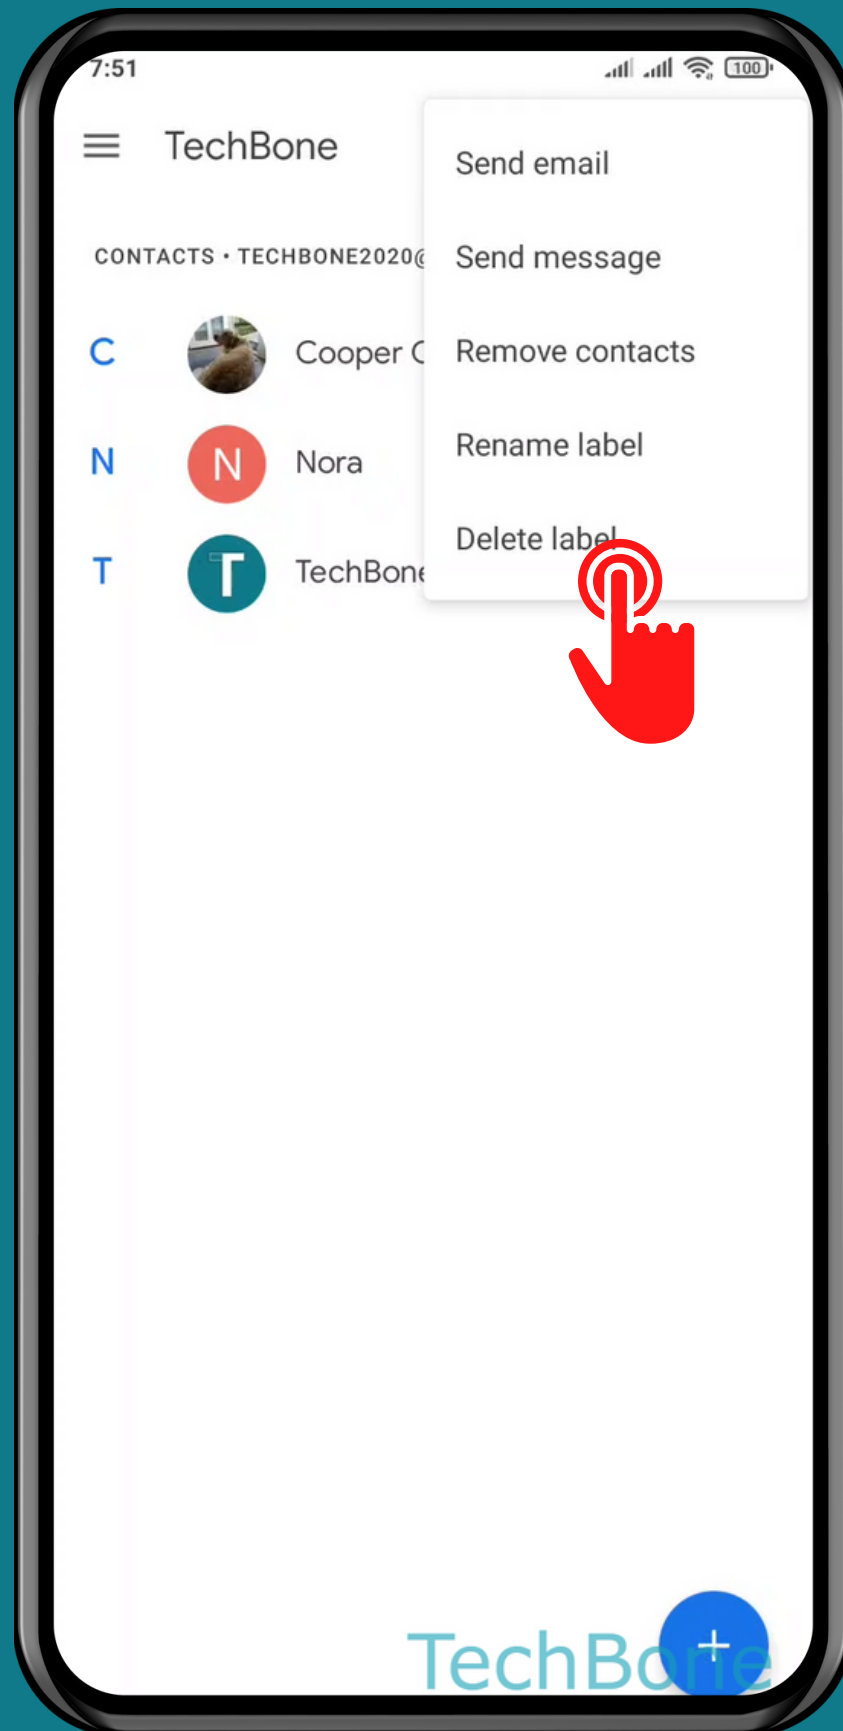 7:51
100
TechBone
Send email
CONTACTS • TECHBONE2020@
Send message
C
Cooper C
Remove contacts
N
N
Nora
Rename label
T
T
TechBone
Delete label
TechBone